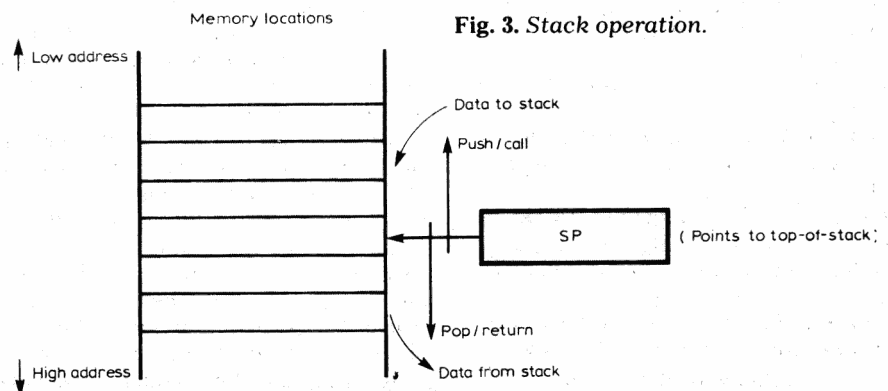 Memory locations
Fig. 3. Stack operation.
Low address
Data to stack
Push/call
SP
(Points to top-of-stack)
Pop/return
High address
Data from stack